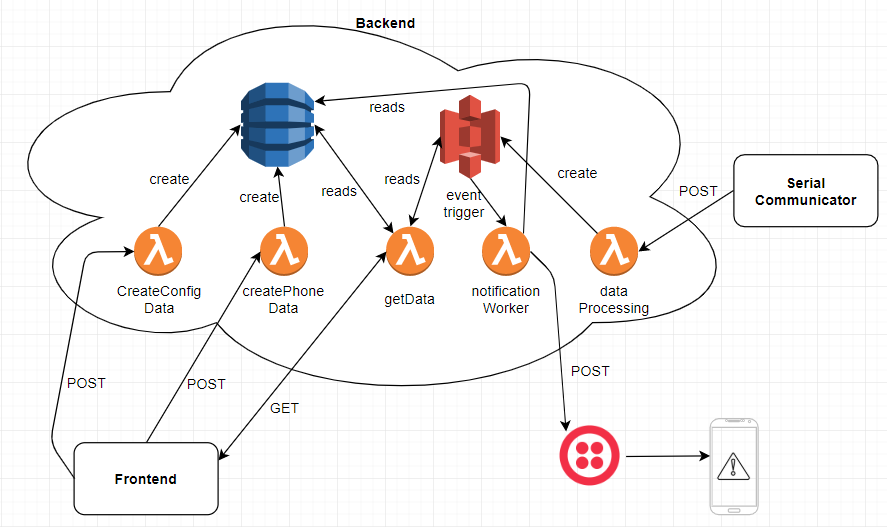 Backend
reads
create
create
reads
reads
event
trigger
create
POST
Serial
Communicator
CreateConfig
Data
createPhone
Data
getData
notification
Worker
data
Processing
POST
POST
GET
POST
Frontend